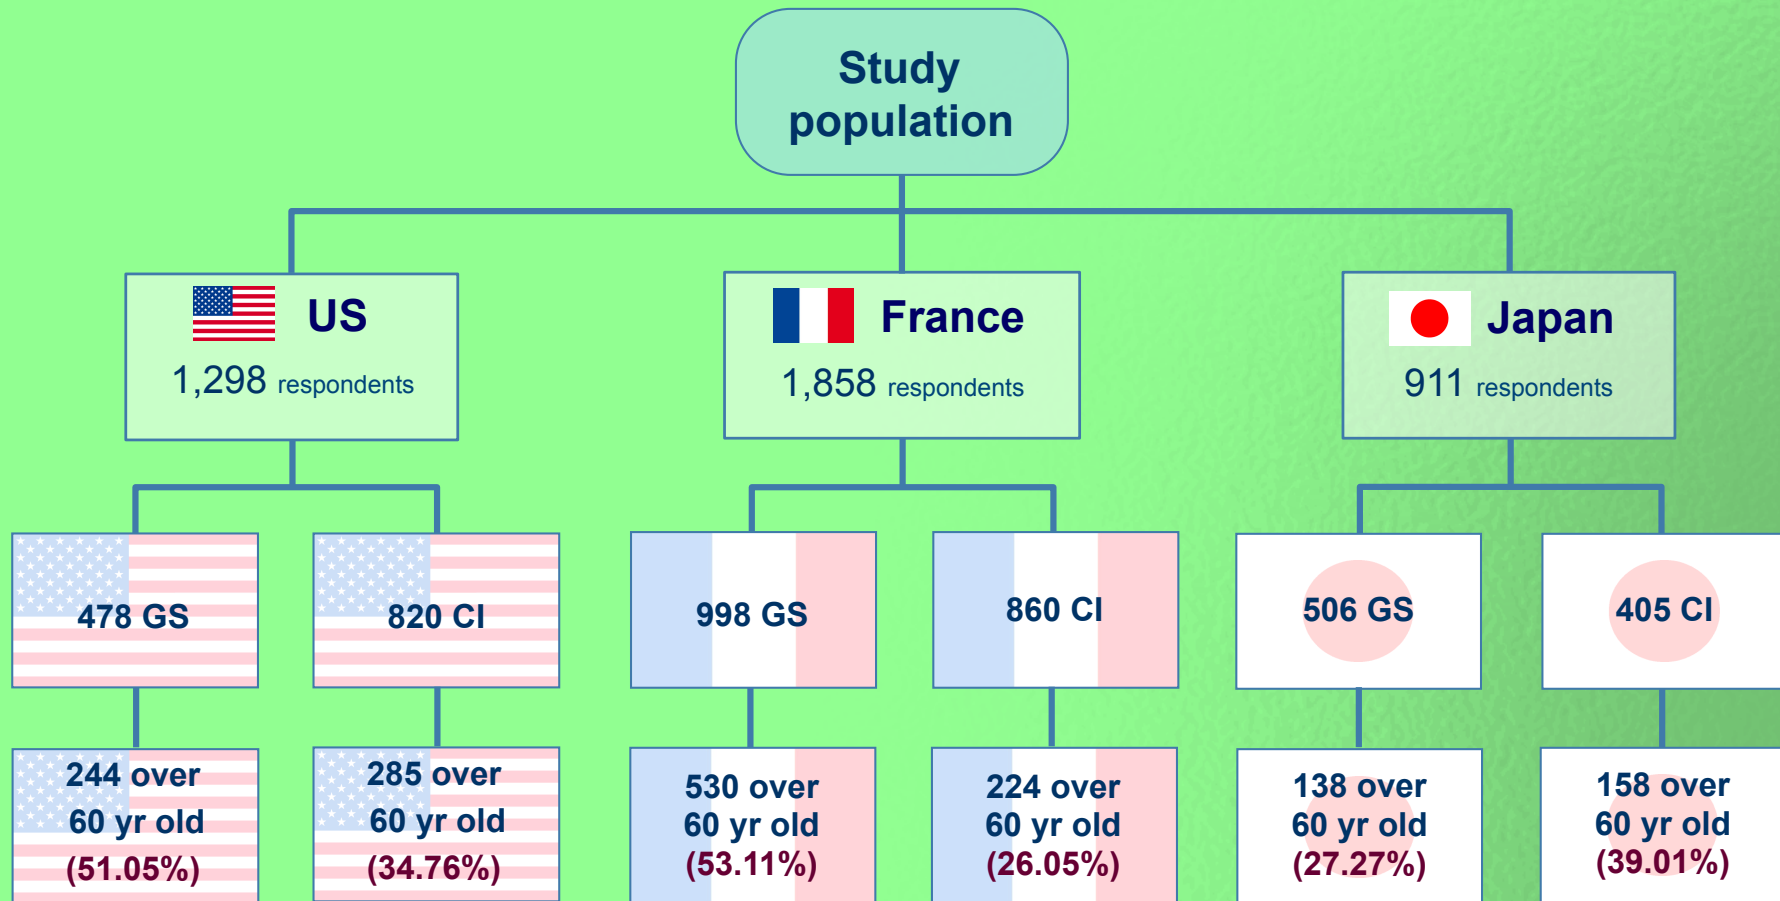 Study
population
US
1,298 respondents
France
1,858 respondents
Japan
911 respondents
478 GS
820 CI
998 GS
860 CI
506 GS
405 CI
244 over
60 yr old
(51.05%)
285 over
60 yr old
(34.76%)
530 over
60 yr old
(53.11%)
224 over
60 yr old
(26.05%)
138 over
60 yr old
(27.27%)
158 over
60 yr old
(39.01%)